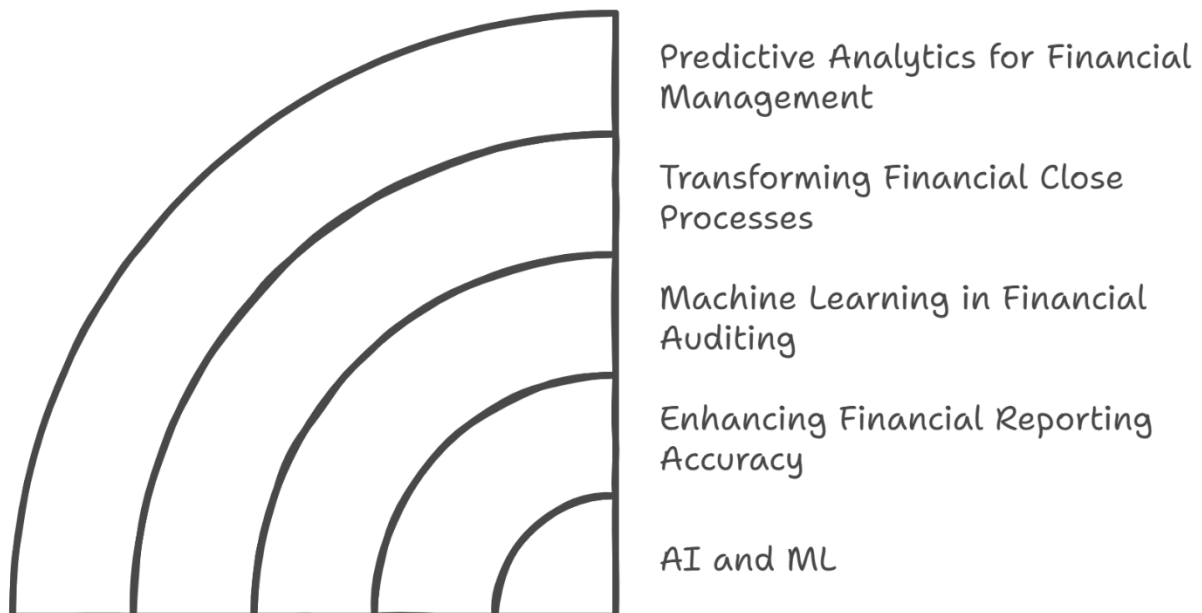 Predictive Analytics for Financial
Management
Transforming Financial Close
Processes
Machine Learning in Financial
Auditing
Enhancing Financial Reporting
Accuracy
AI and ML